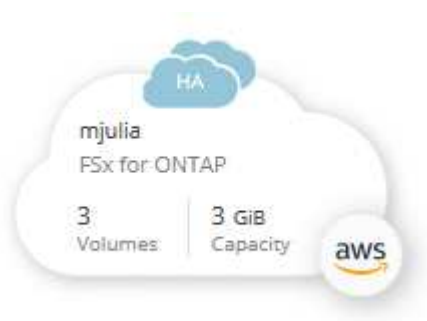 HA
mjulia
FSx for ONTAP
3 3 GiB
Volumes Capacity
aws